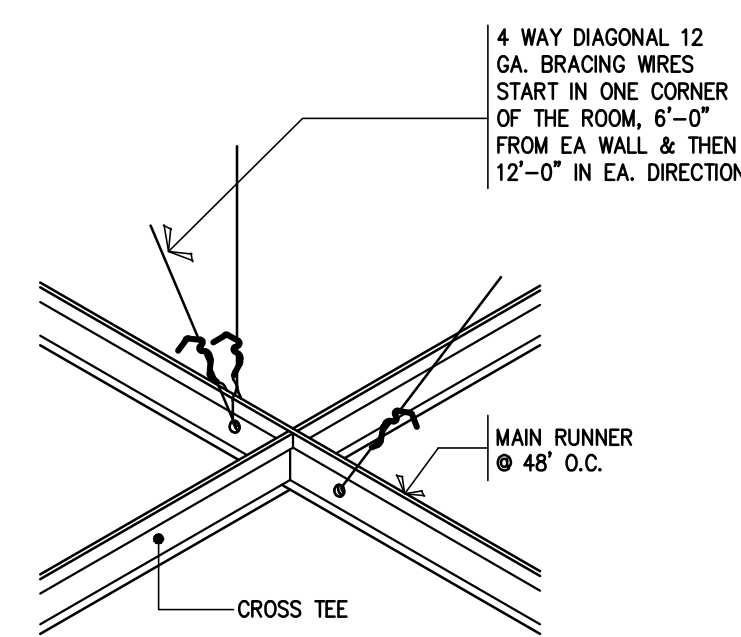 4 WAY DIAGONAL 12
GA. BRACING WIRES
START IN ONE CORNER
OF THE ROOM, 6'-0"
FROM EA WALL & THEN
12'-0" IN EA. DIRECTION
MAIN RUNNER
@ 48' O.C.
CROSS TEE